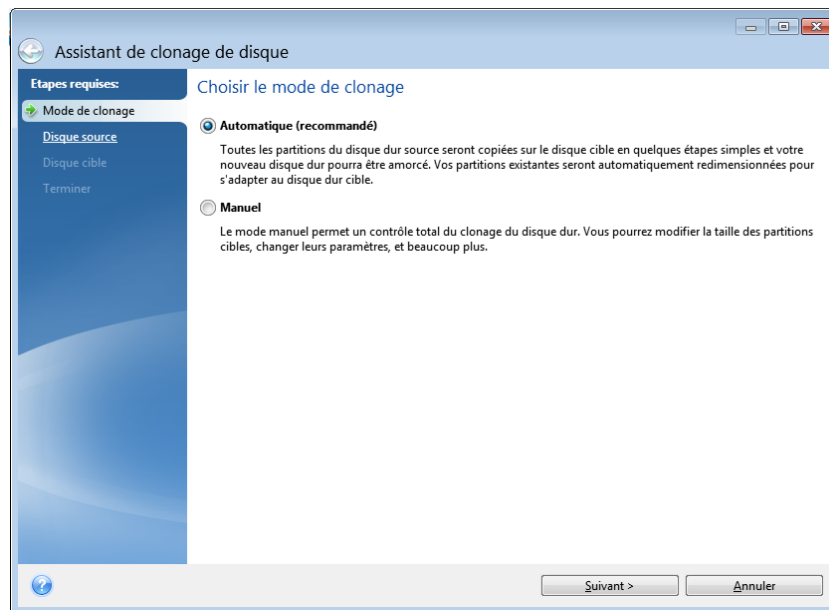 Assistant de clonage de disque
Etapes requises:
Mode de clonage
Disque source
Disque cible
Terminer
Choisir le mode de clonage
Automatique (recommandé)
Toutes les partitions du disque dur source seront copiées sur le disque cible en quelques étapes simples et votre
nouveau disque dur pourra être amorcé. Vos partitions existantes seront automatiquement redimensionnées pour
s'adapter au disque dur cible.
Manuel
Le mode manuel permet un contrôle total du clonage du disque dur. Vous pourrez modifier la taille des partitions
cibles, changer leurs paramètres, et beaucoup plus.
?
Suivant >
Annuler